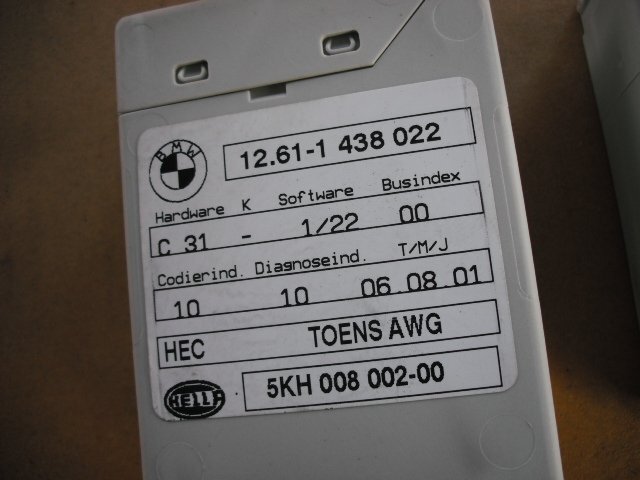 BMW
12.61-1 438 022
Hardware K Software Busindex
C 31 - 1/22 00
Codierind. Diagnoseind. T/M/J
10 10 06.08.01
HEC TOENS AWG
HELLA 5KH 008 002-00